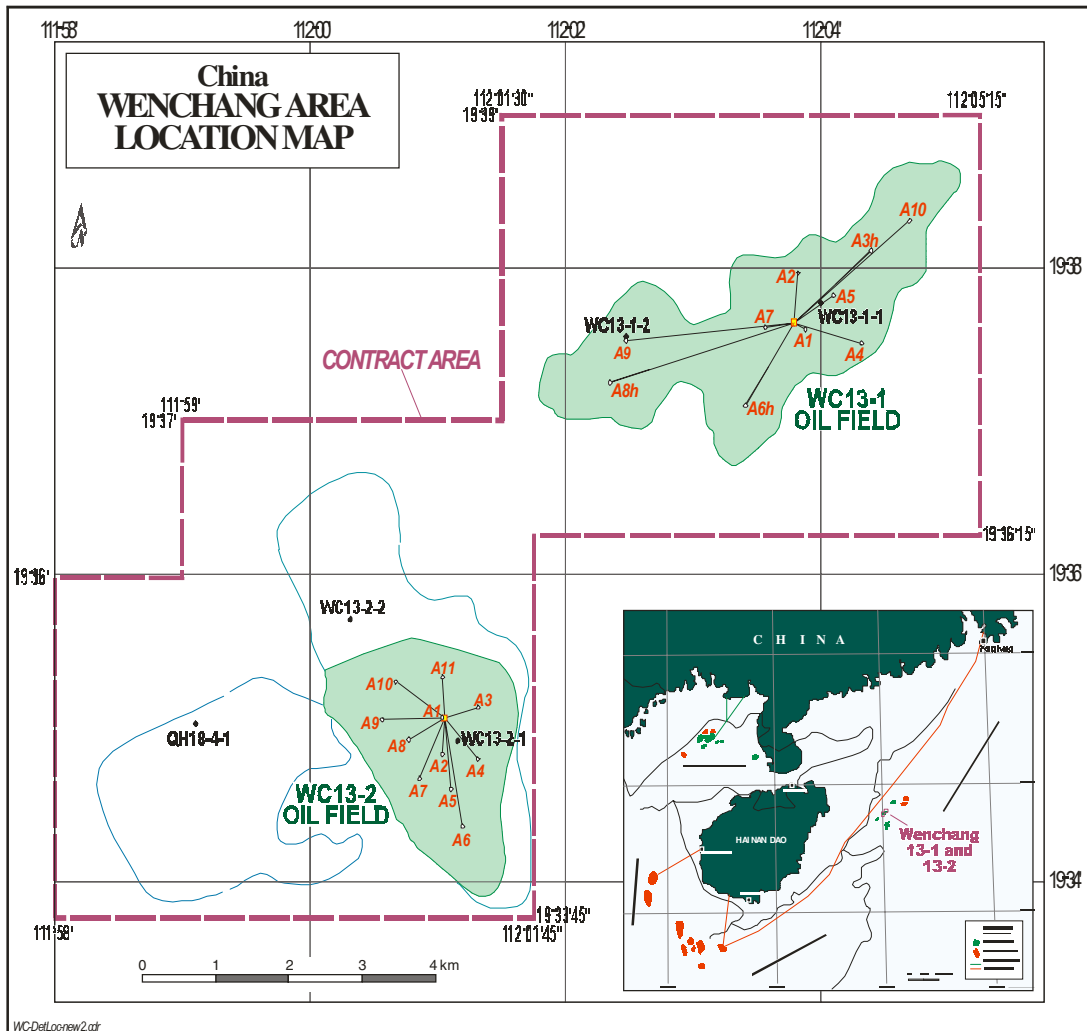 111°58'
112°00'
112°02'
112°04'
China
WENCHANG AREA
LOCATION MAP
112°01'30"
19°39'
112°05'15"
A10
A3h
19°38'
A2
A5
WC13-1-1
A7
WC13-1-2
A1
A9
A4
CONTRACT AREA
A8h
A6h
WC13-1
OIL FIELD
111°59'
19°37'
19°36'15"
19°36'
19°36'
WC13-2-2
A11
A10
A3
A1
A9
QH18-4-1
A8
WC13-2-1
A2
A4
A7
A5
WC13-2
OIL FIELD
A6
19°34'
19°33'45"
111°58'
112°01'45"
0 1 2 3 4 km
CHINA
HAINAN DAO
Wenchang
13-1 and
13-2
WC-DetLoc-new2.cdr